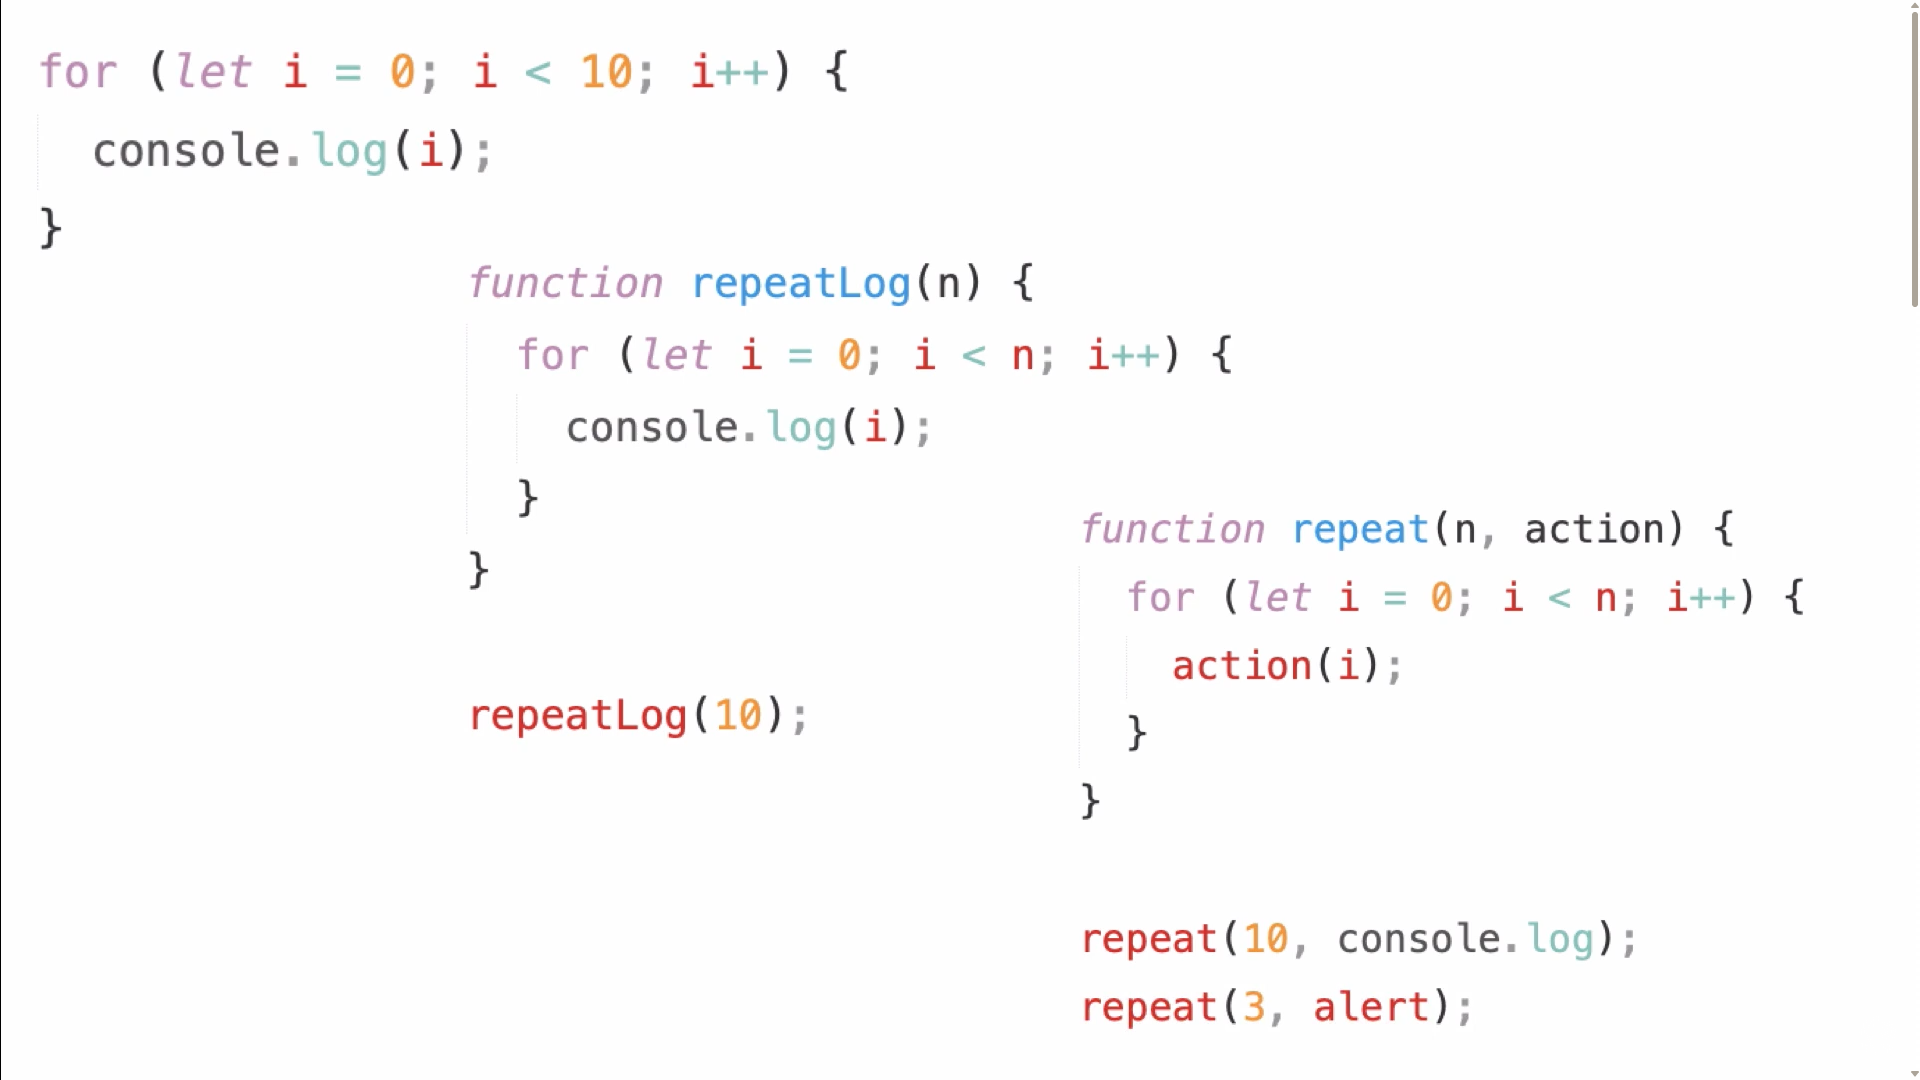 for (let i = 0; i < 10; i++) {
  console.log(i);
}
function repeatLog(n) {
  for (let i = 0; i < n; i++) {
    console.log(i);
  }
}
repeatLog(10);
function repeat(n, action) {
  for (let i = 0; i < n; i++) {
    action(i);
  }
}
repeat(10, console.log);
repeat(3, alert);